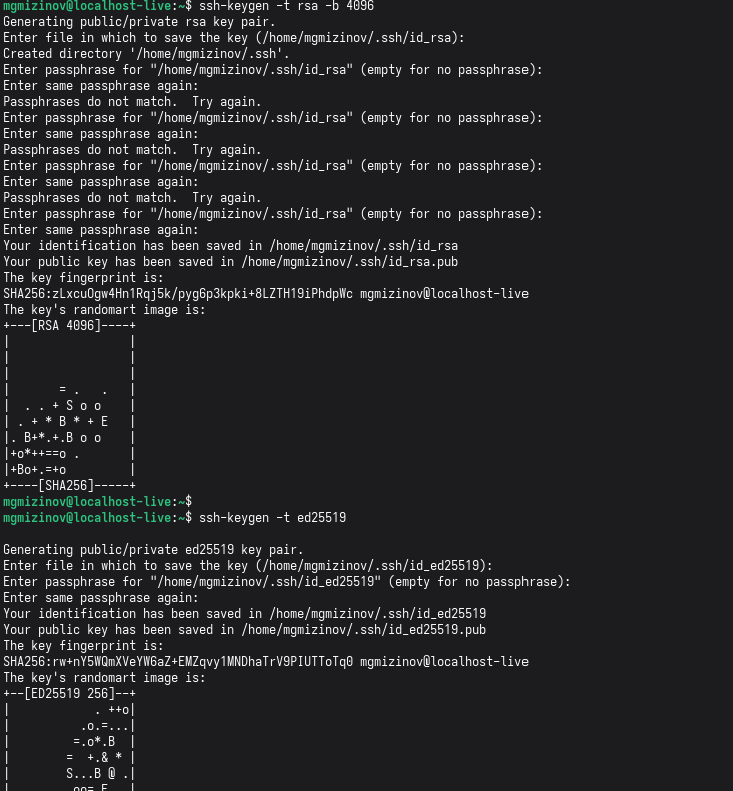 mgmizinov@localhost-live:~$ ssh-keygen -t rsa -b 4096
Generating public/private rsa key pair.
Enter file in which to save the key (/home/mgmizinov/.ssh/id_rsa):
Created directory '/home/mgmizinov/.ssh'.
Enter passphrase for "/home/mgmizinov/.ssh/id_rsa" (empty for no passphrase):
Enter same passphrase again:
Passphrases do not match.  Try again.
Enter passphrase for "/home/mgmizinov/.ssh/id_rsa" (empty for no passphrase):
Enter same passphrase again:
Passphrases do not match.  Try again.
Enter passphrase for "/home/mgmizinov/.ssh/id_rsa" (empty for no passphrase):
Enter same passphrase again:
Passphrases do not match.  Try again.
Enter passphrase for "/home/mgmizinov/.ssh/id_rsa" (empty for no passphrase):
Enter same passphrase again:
Your identification has been saved in /home/mgmizinov/.ssh/id_rsa
Your public key has been saved in /home/mgmizinov/.ssh/id_rsa.pub
The key fingerprint is:
SHA256:zLxcuOgw4Hn1Rqj5k/pyg6p3kpki+8LZTH19iPhdpWc mgmizinov@localhost-live
The key's randomart image is:
+---[RSA 4096]----+
|                 |
|                 |
|                 |
|       = .   .   |
|  . . + S o o    |
| . + * B * + E   |
|. B+*.+.B o o    |
|+o*++==o .       |
|+Bo+.=+o         |
+----[SHA256]-----+
mgmizinov@localhost-live:~$
mgmizinov@localhost-live:~$ ssh-keygen -t ed25519
Generating public/private ed25519 key pair.
Enter file in which to save the key (/home/mgmizinov/.ssh/id_ed25519):
Enter passphrase for "/home/mgmizinov/.ssh/id_ed25519" (empty for no passphrase):
Enter same passphrase again:
Your identification has been saved in /home/mgmizinov/.ssh/id_ed25519
Your public key has been saved in /home/mgmizinov/.ssh/id_ed25519.pub
The key fingerprint is:
SHA256:rw+nY5WQmXVeYW6aZ+EMZqvy1MNDhaTrV9PIUTToTq0 mgmizinov@localhost-live
The key's randomart image is:
+--[ED25519 256]--+
|            . ++o|
|          .o.=...|
|         =.o*.B  |
|        =  +.& * |
|        S...B @ .|
|         oo= E   |